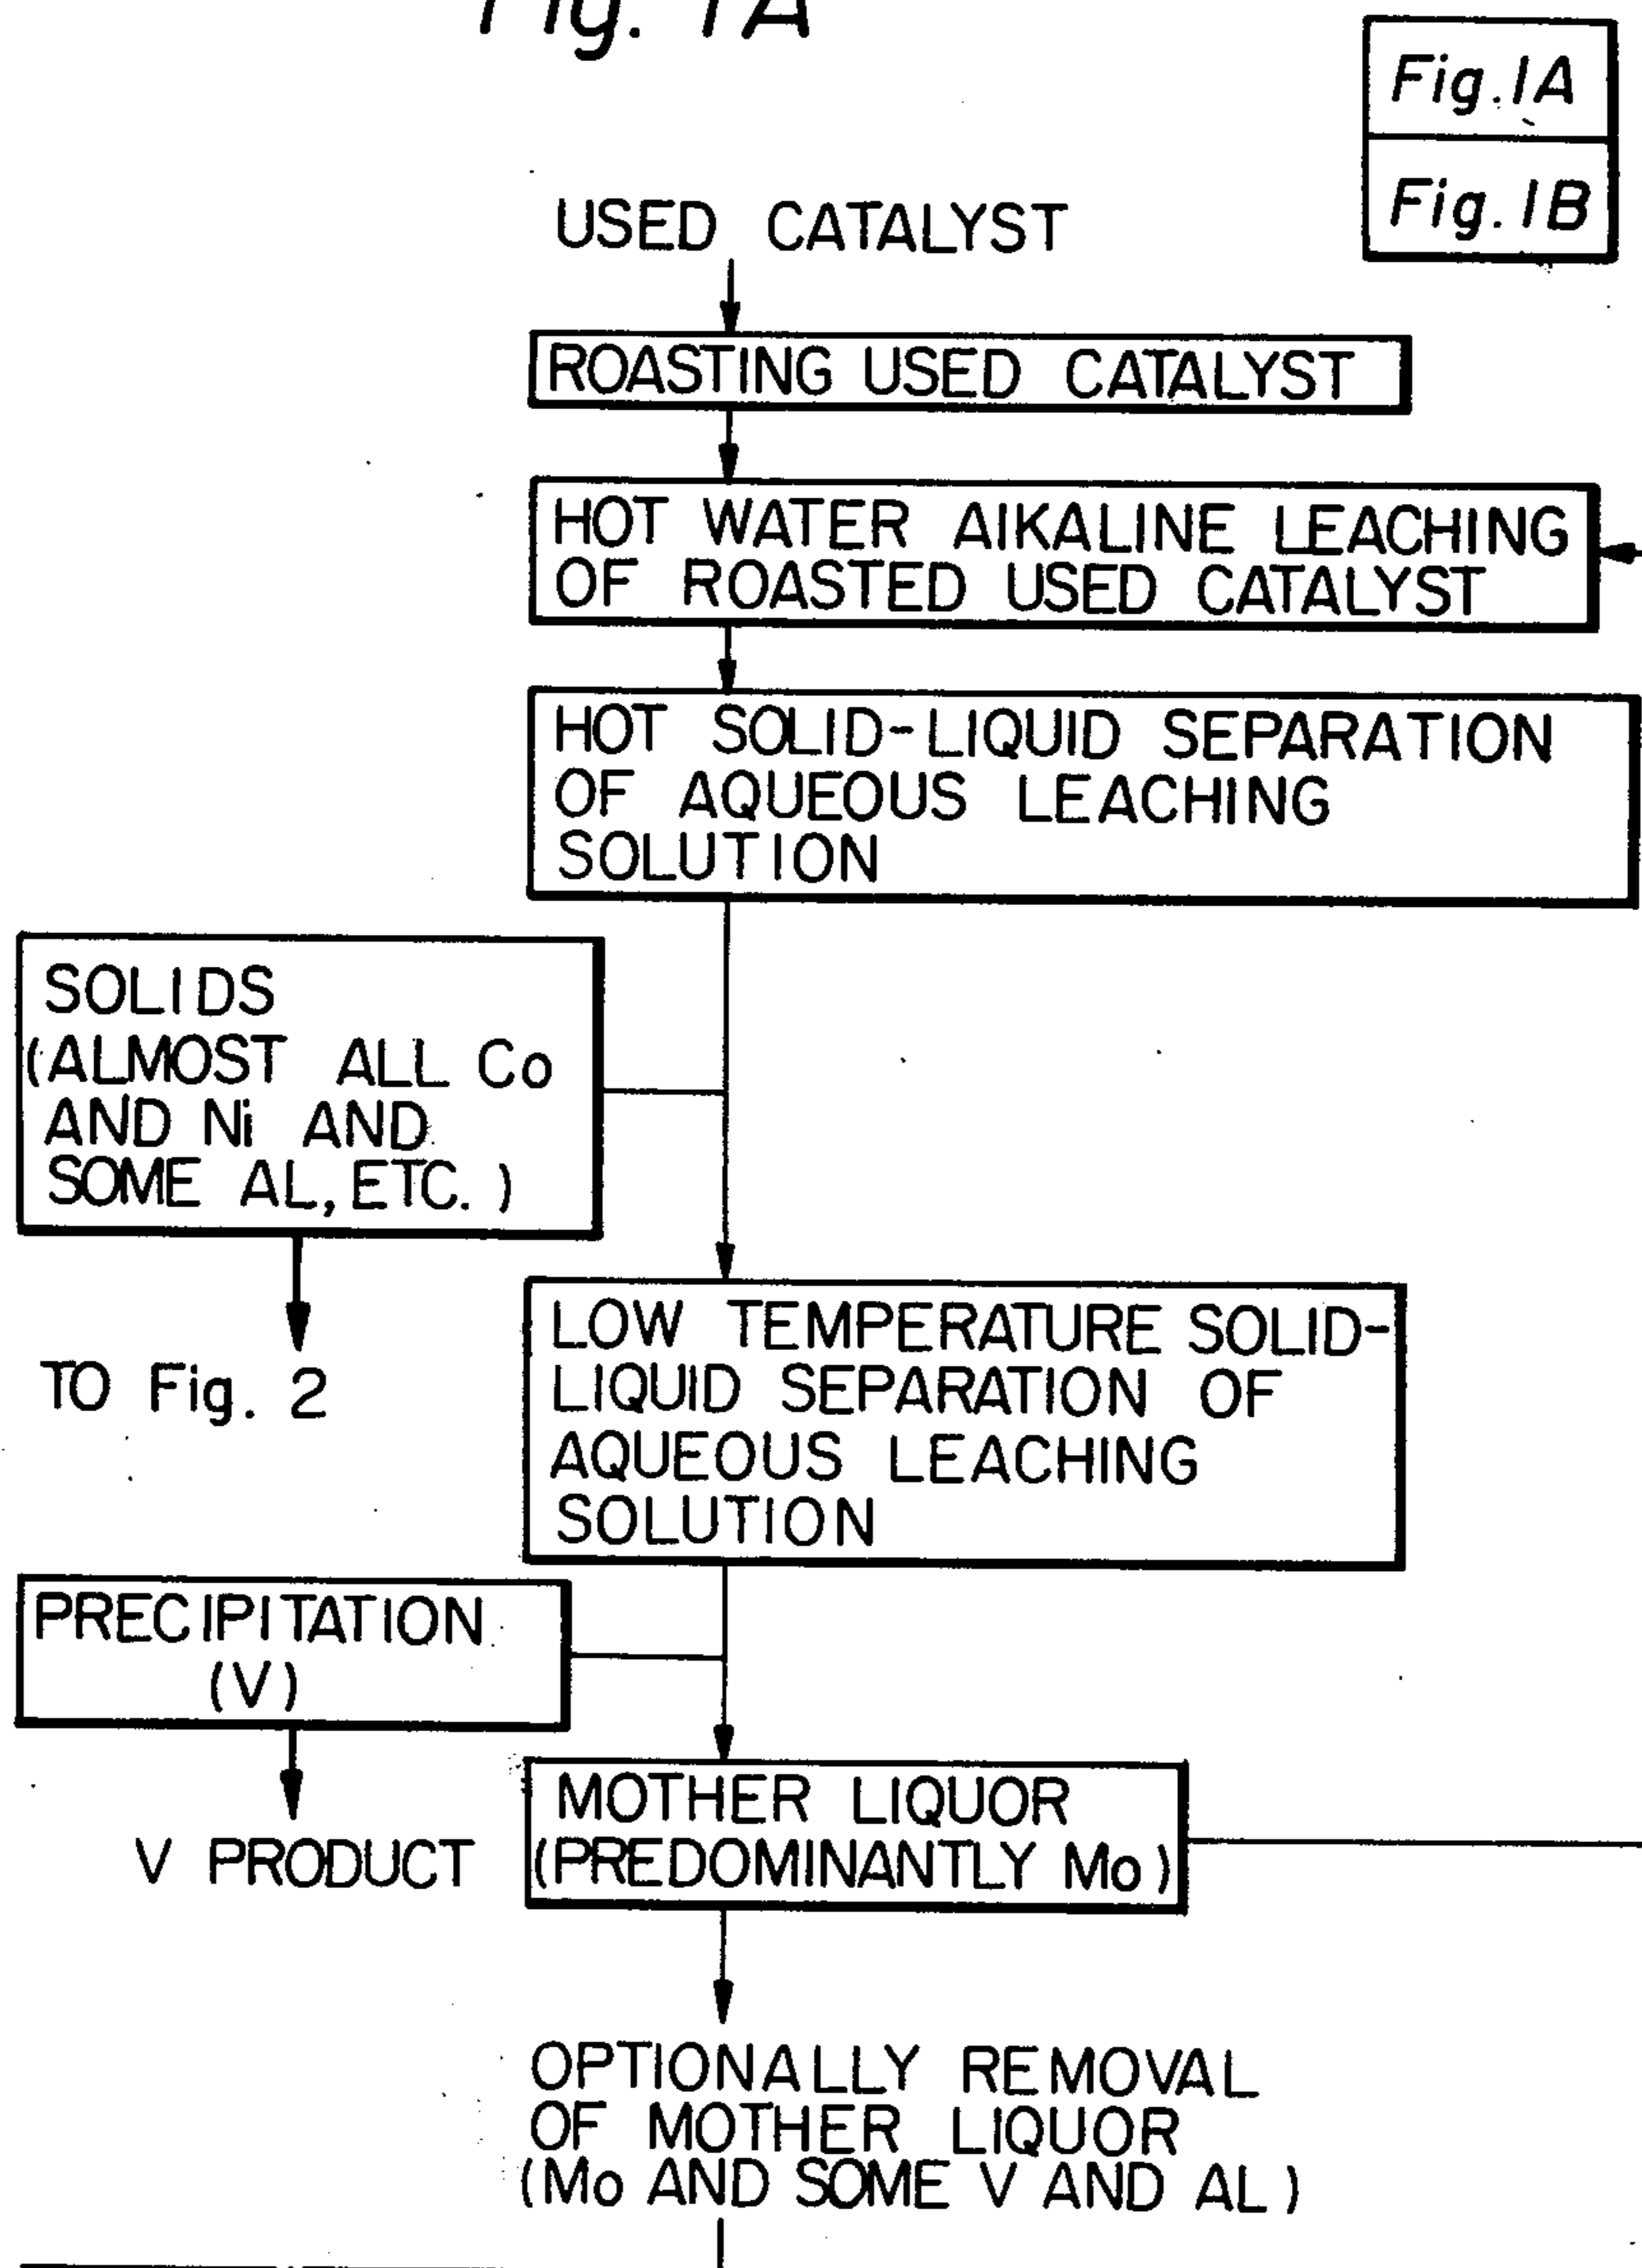 Fig. 1A
Fig. 1A
Fig. 1B
USED CATALYST
ROASTING USED CATALYST
HOT WATER AIKALINE LEACHING
OF ROASTED USED CATALYST
HOT SOLID-LIQUID SEPARATION
OF AQUEOUS LEACHING
SOLUTION
SOLIDS
(ALMOST ALL Co
AND Ni AND
SOME AL, ETC.)
TO Fig. 2
LOW TEMPERATURE SOLID-
LIQUID SEPARATION OF
AQUEOUS LEACHING
SOLUTION
PRECIPITATION
(V)
V PRODUCT
MOTHER LIQUOR
(PREDOMINANTLY Mo)
OPTIONALLY REMOVAL
OF MOTHER LIQUOR
(Mo AND SOME V AND AL)